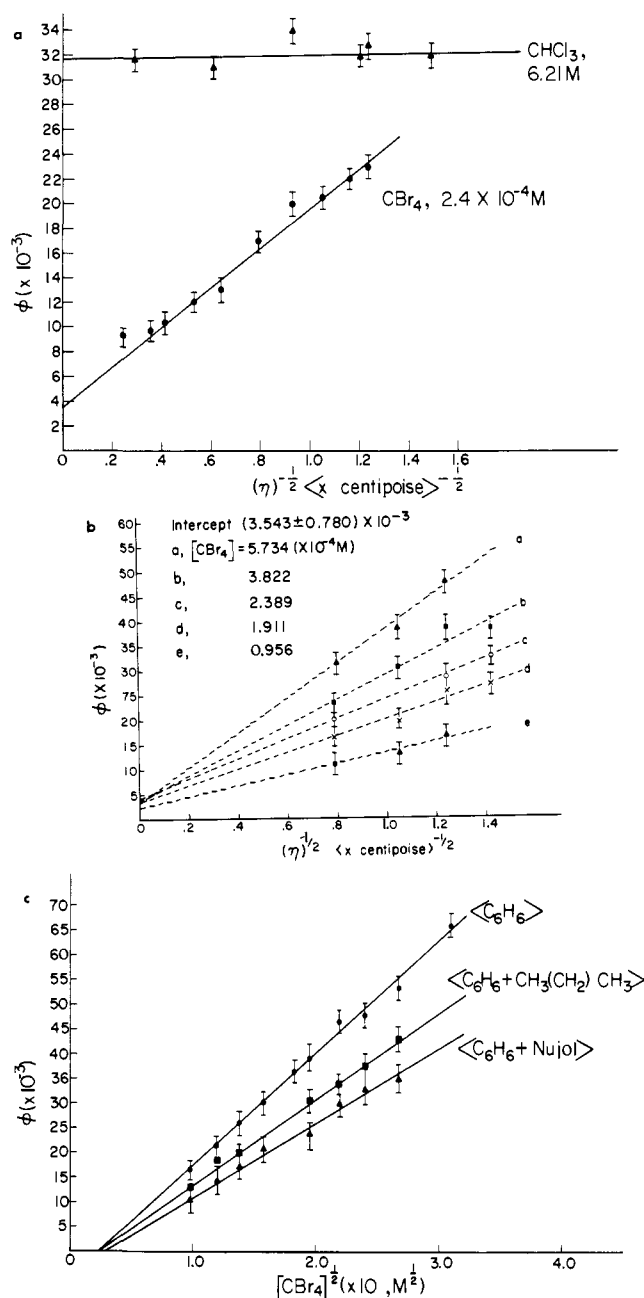 a
34
32
30
28
26
24
22
20
18
16
14
12
10
8
6
4
2
ϕ (x 10⁻³)
CHCl₃,
6.21M
CBr₄, 2.4 X 10⁻⁴M
0 .2 .4 .6 .8 1.0 1.2 1.4 1.6
(η)^-½ <x centipoise>^-½
b
60
55
50
45
40
35
30
25
20
15
10
5
ϕ(X10⁻³)
Intercept (3.543±0.780) X 10⁻³
a, [CBr₄] = 5.734 (X10⁻⁴M)
b, 3.822
c, 2.389
d, 1.911
e, 0.956
a
b
c
d
e
0 .2 .4 .6 .8 1.0 1.2 1.4
(η)^-1/2 <x centipoise>^-1/2
c
70
65
60
55
50
45
40
36
30
25
20
15
10
5
ϕ(X10⁻³)
<C₆H₆>
<C₆H₆ + CH₃(CH₂) CH₃>
<C₆H₆ + Nujol>
0 1.0 2.0 3.0 4.0
[CBr₄]^½ (x 10 , M^½)